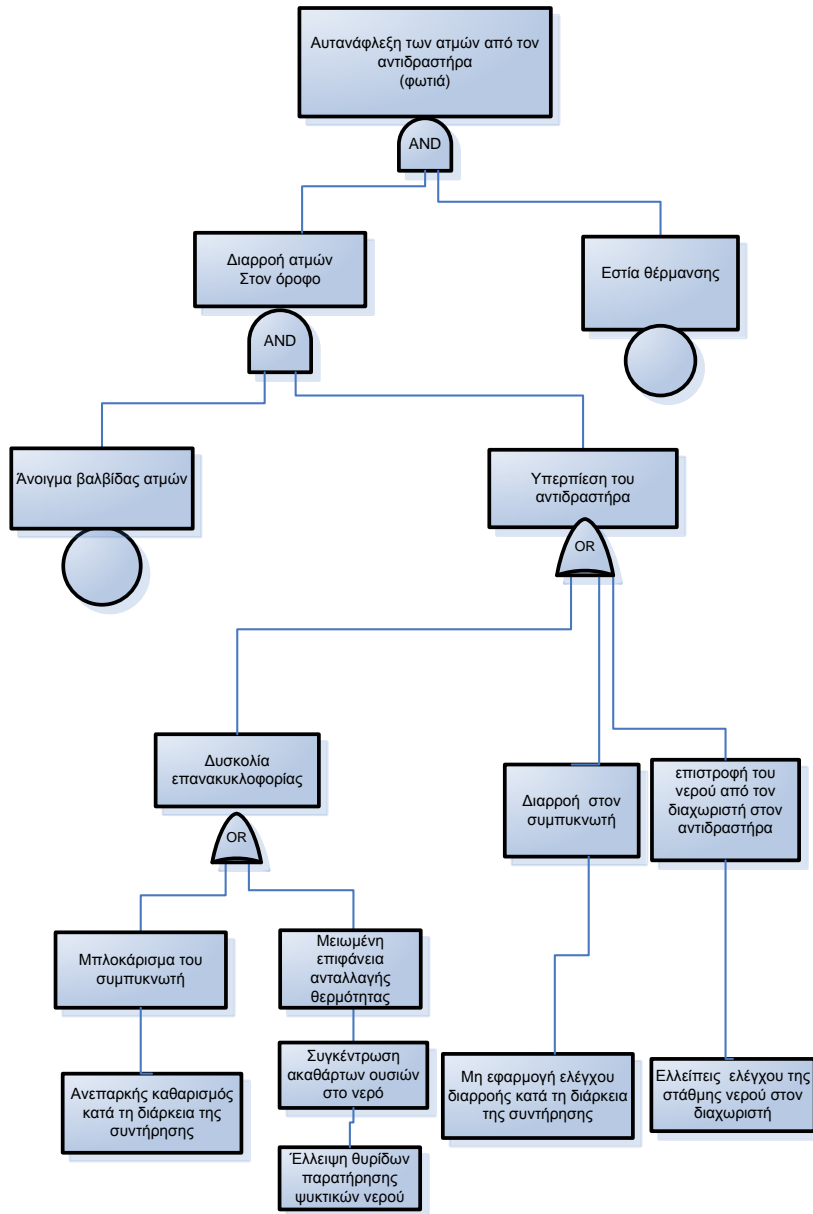 Αυτανάφλεξη των ατμών από τον
αντιδραστήρα
(φωτιά)
AND
Διαρροή ατμών
Στον όροφο
Εστία θέρμανσης
AND
Άνοιγμα βαλβίδας ατμών
Υπερπίεση του
αντιδραστήρα
OR
Δυσκολία
επανακυκλοφορίας
Διαρροή στον
συμπυκνωτή
επιστροφή του
νερού από τον
διαχωριστή στον
αντιδραστήρα
OR
Μπλοκάρισμα του
συμπυκνωτή
Μειωμένη
επιφάνεια
ανταλλαγής
θερμότητας
Ανεπαρκής καθαρισμός
κατά τη διάρκεια της
συντήρησης
Συγκέντρωση
ακαθάρτων ουσιών
στο νερό
Μη εφαρμογή ελέγχου
διαρροής κατά τη διάρκεια
της συντήρησης
Ελλείπεις ελέγχου της
στάθμης νερού στον
διαχωριστή
Έλλειψη θυρίδων
παρατήρησης
ψυκτικών νερού